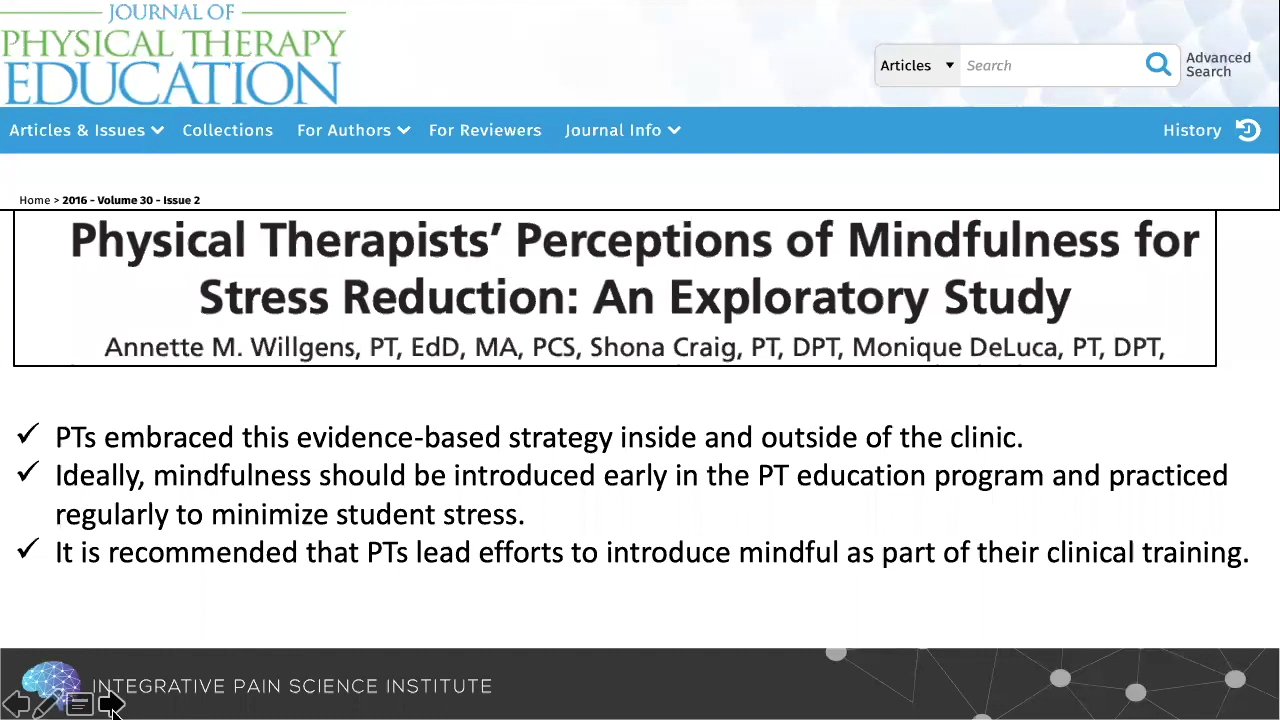 JOURNAL OF
PHYSICAL THERAPY
EDUCATION
Articles
Search
Advanced
Search
Articles & Issues
Collections
For Authors
For Reviewers
Journal Info
History
Home > 2016 - Volume 30 - Issue 2
Physical Therapists' Perceptions of Mindfulness for
Stress Reduction: An Exploratory Study
Annette M. Willgens, PT, EdD, MA, PCS, Shona Craig, PT, DPT, Monique DeLuca, PT, DPT,
✓ PTs embraced this evidence-based strategy inside and outside of the clinic.
✓ Ideally, mindfulness should be introduced early in the PT education program and practiced
regularly to minimize student stress.
✓ It is recommended that PTs lead efforts to introduce mindful as part of their clinical training.
INTEGRATIVE PAIN SCIENCE INSTITUTE